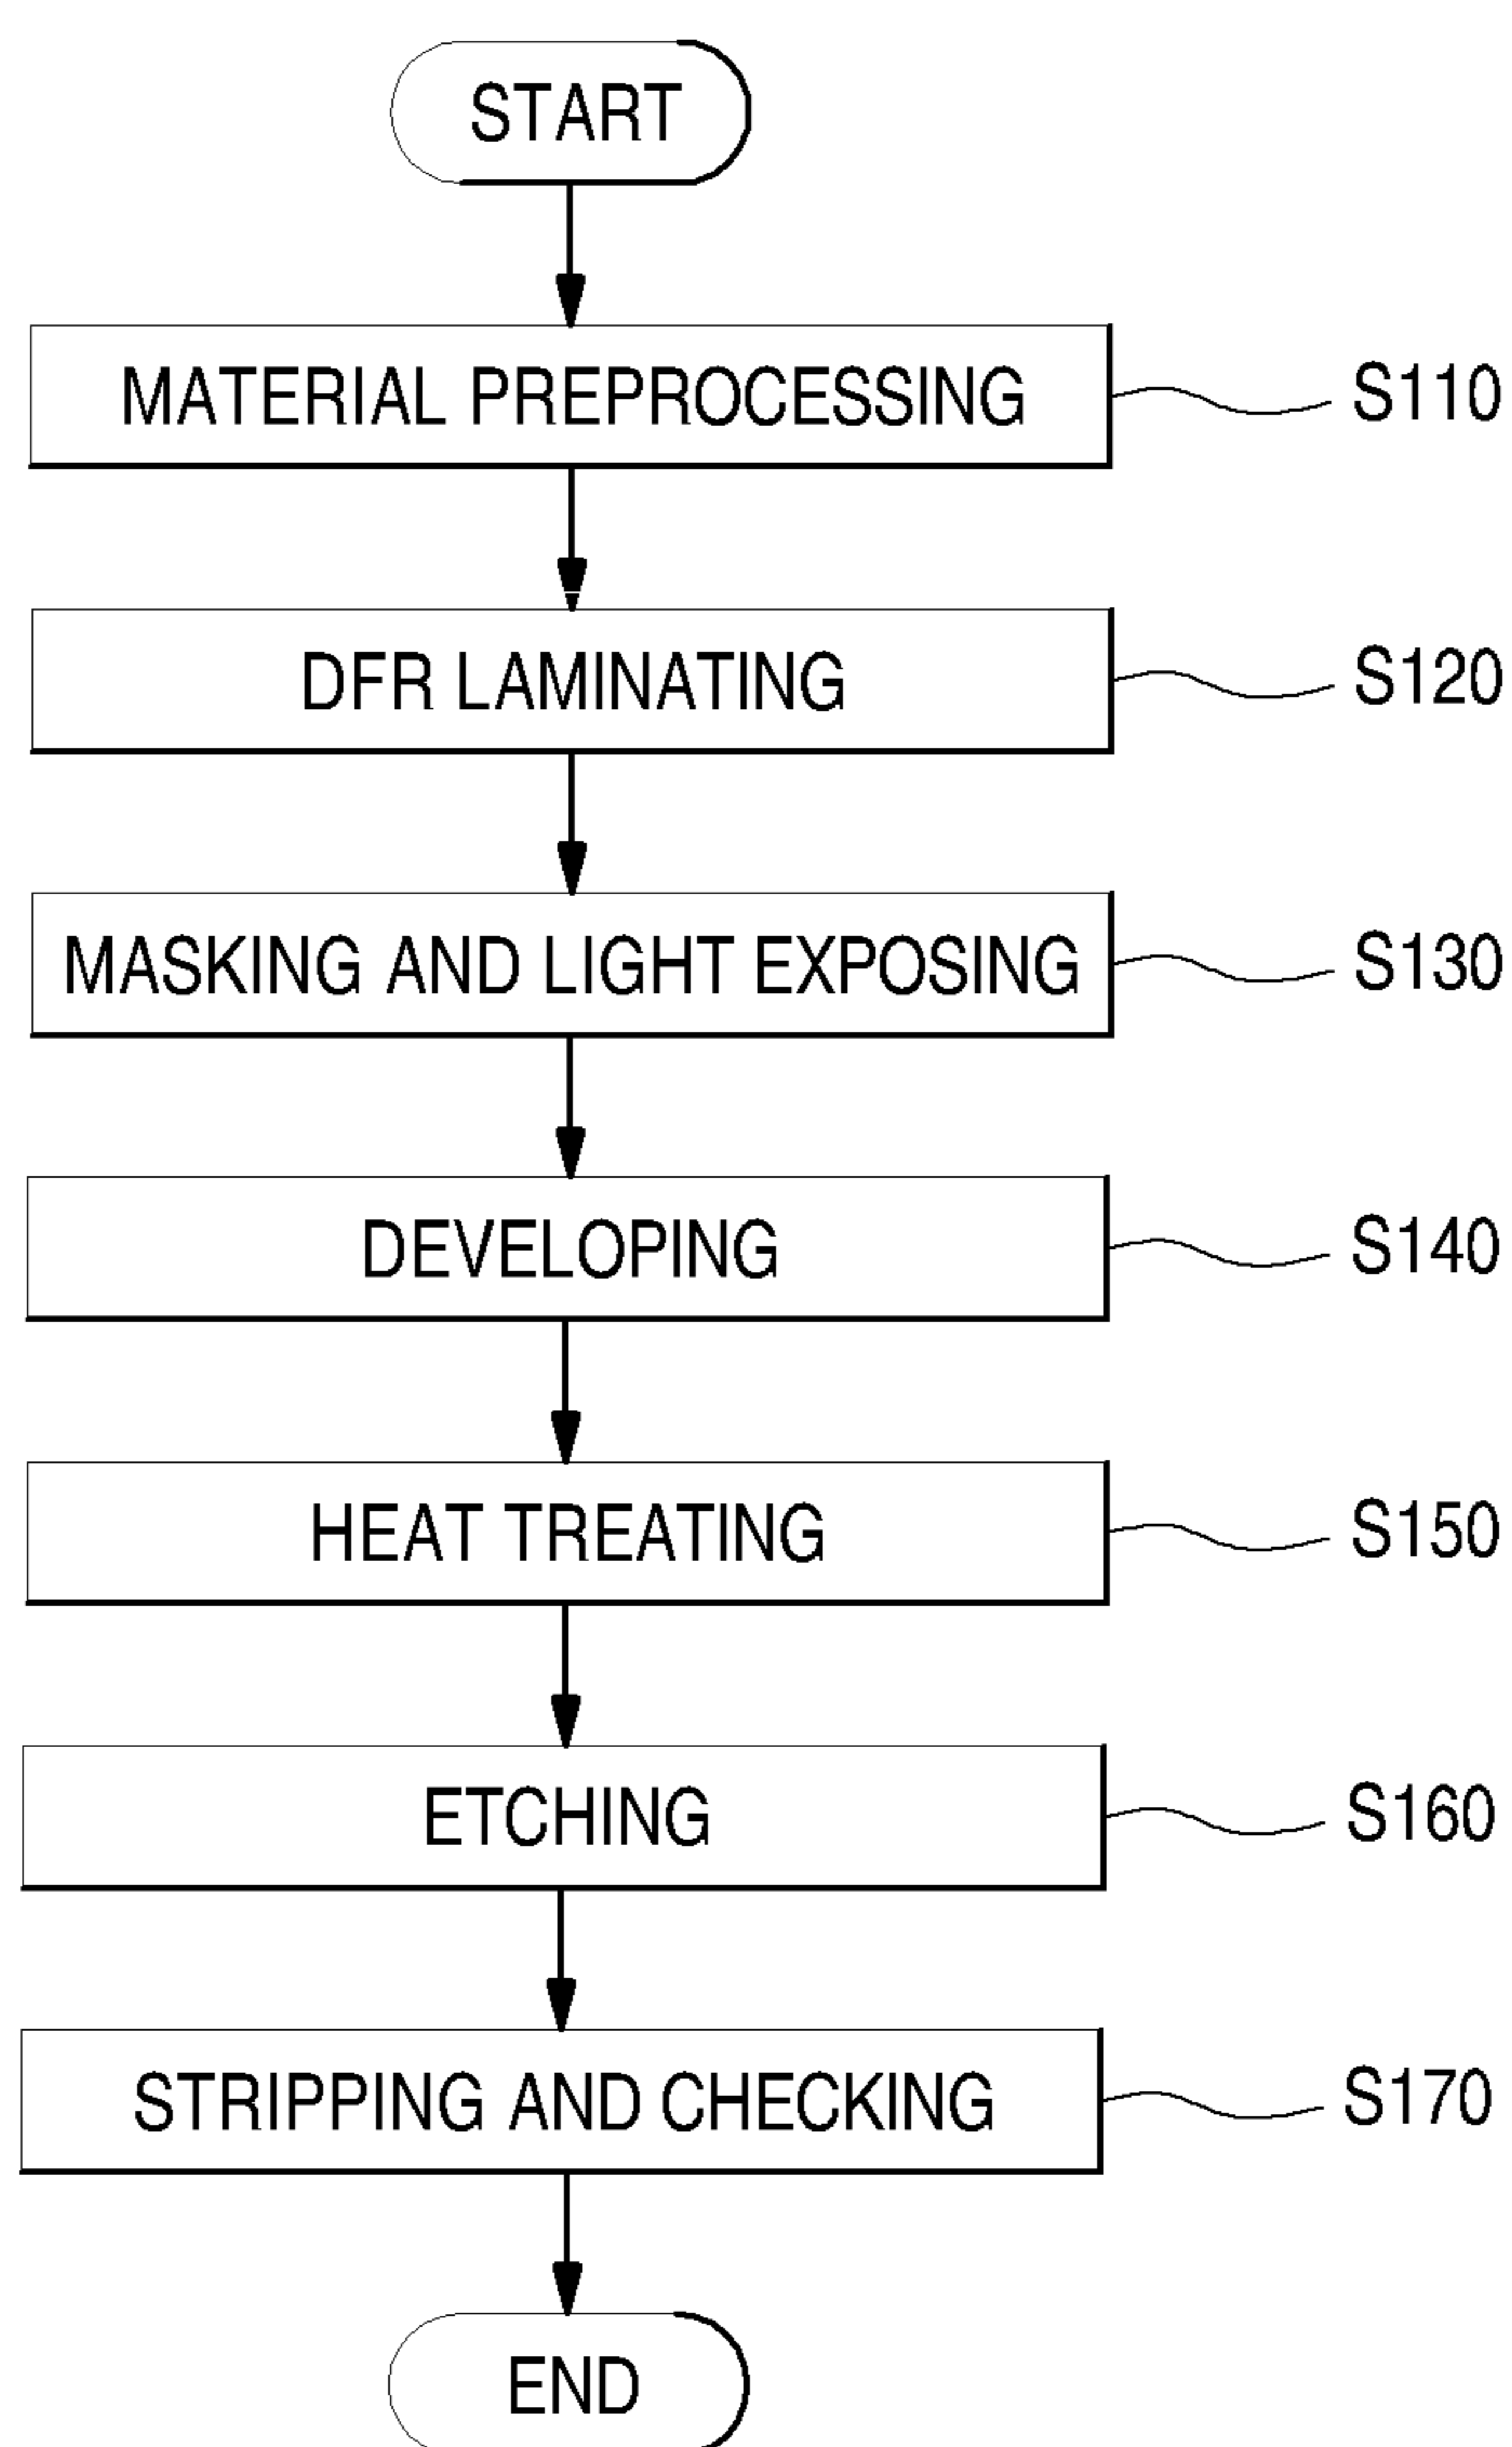 START
MATERIAL PREPROCESSING S110
DFR LAMINATING S120
MASKING AND LIGHT EXPOSING S130
DEVELOPING S140
HEAT TREATING S150
ETCHING S160
STRIPPING AND CHECKING S170
END